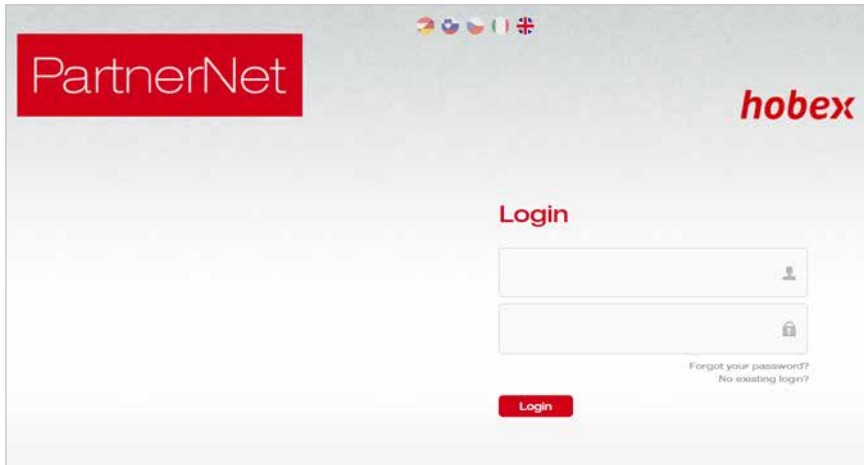 PartnerNet
hobex
Login
Forgot your password?
No existing login?
Login